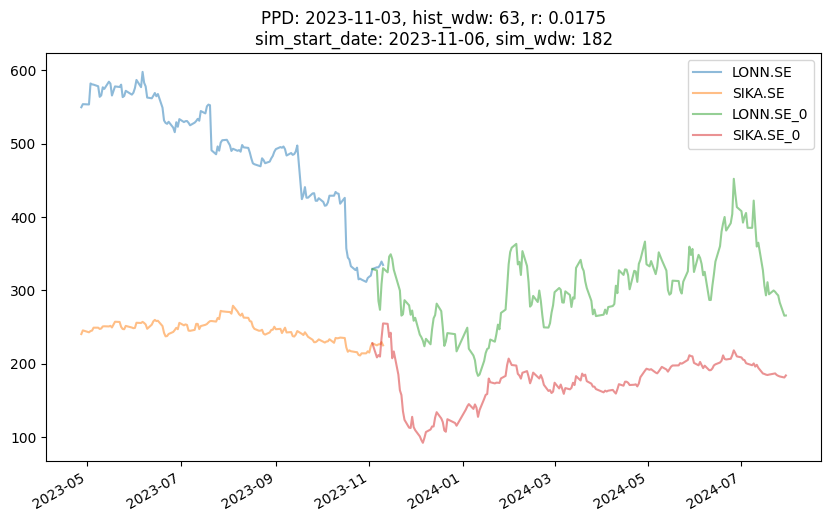 PPD: 2023-11-03, hist_wdw: 63, r: 0.0175
sim_start_date: 2023-11-06, sim_wdw: 182
LONN.SE
SIKA.SE
LONN.SE_0
SIKA.SE_0
600
500
400
300
200
100
2023-05
2023-07
2023-09
2023-11
2024-01
2024-03
2024-05
2024-07